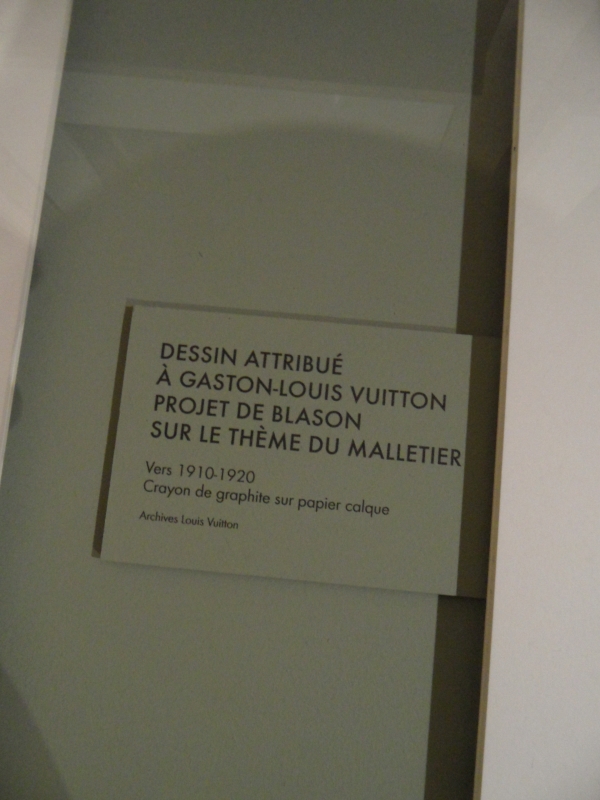 DESSIN ATTRIBUÉ
À GASTON-LOUIS VUITTON
PROJET DE BLASON
SUR LE THÈME DU MALLETIER
Vers 1910-1920
Crayon de graphite sur papier calque
Archives Louis Vuitton